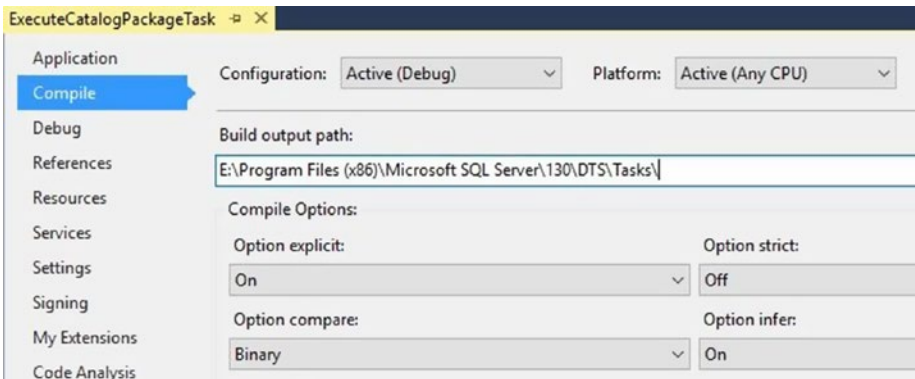 ExecuteCatalogPackageTask
Application
Compile
Debug
References
Resources
Services
Settings
Signing
My Extensions
Code Analysis
Configuration: Active (Debug) Platform: Active (Any CPU)
Build output path:
E:\Program Files (x86)\Microsoft SQL Server\130\DTS\Tasks\
Compile Options:
Option explicit: Option strict:
On Off
Option compare: Option infer:
Binary On